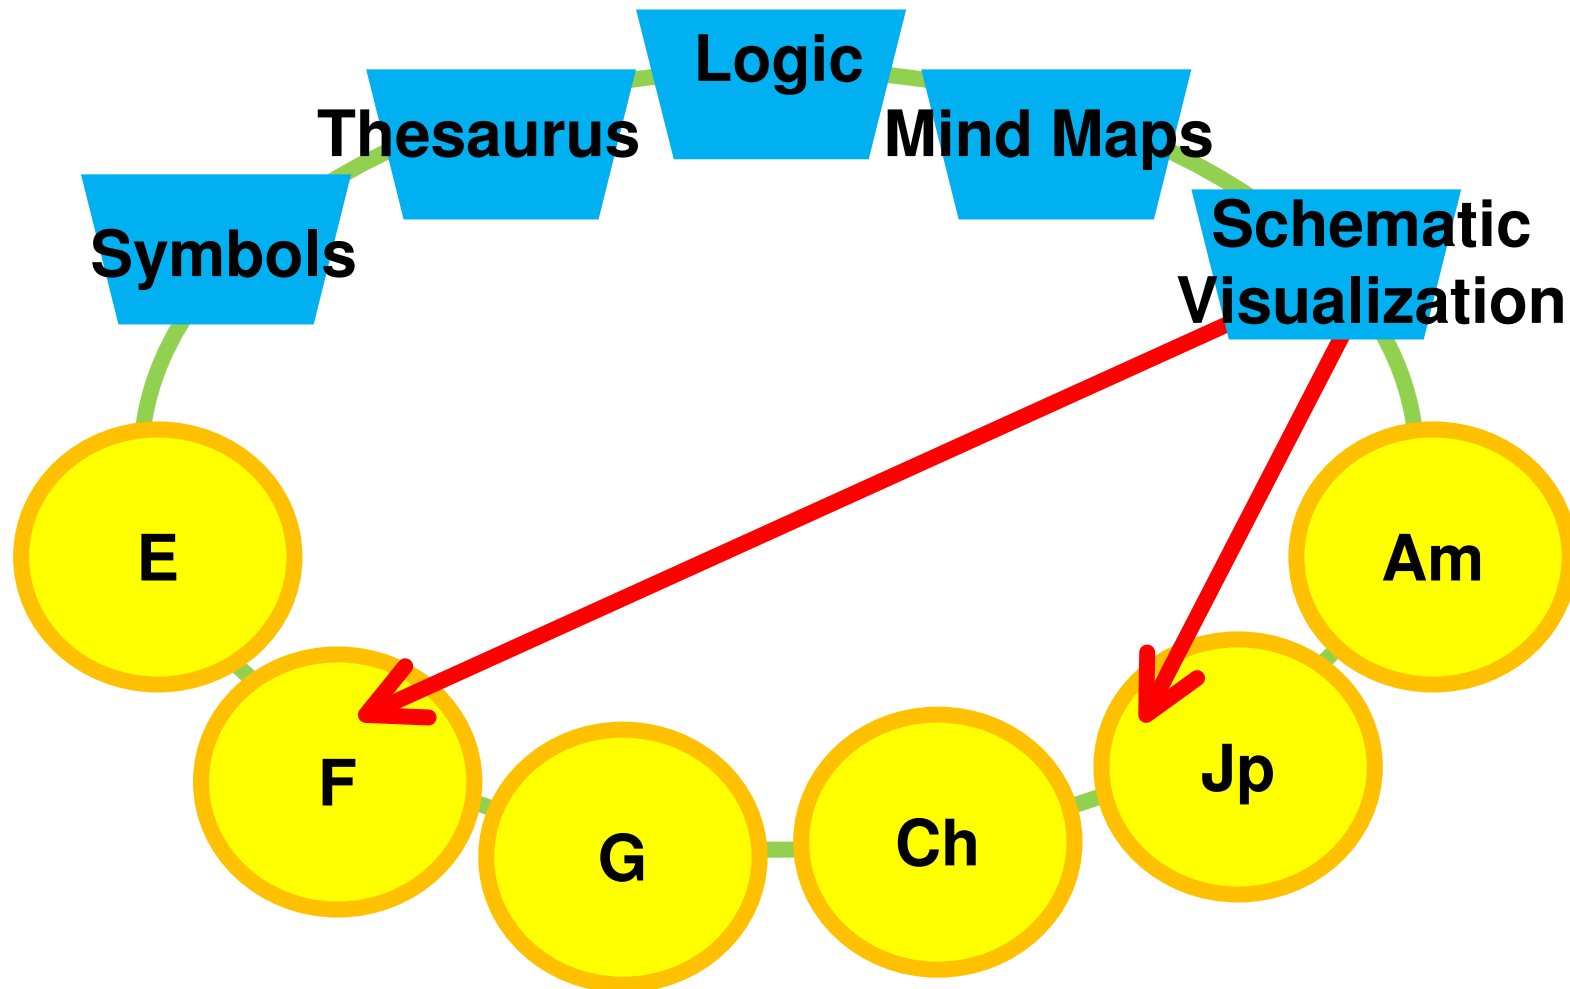 Logic
Thesaurus
Mind Maps
Symbols
Schematic
Visualization
E
Am
F
Jp
G
Ch